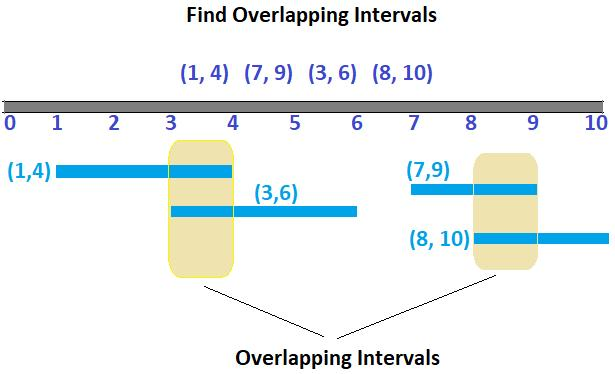 Find Overlapping Intervals
(1, 4) (7, 9) (3, 6) (8, 10)
0 1 2 3 4 5 6 7 8 9 10
(1,4)
(7,9)
(3,6)
(8, 10)
Overlapping Intervals